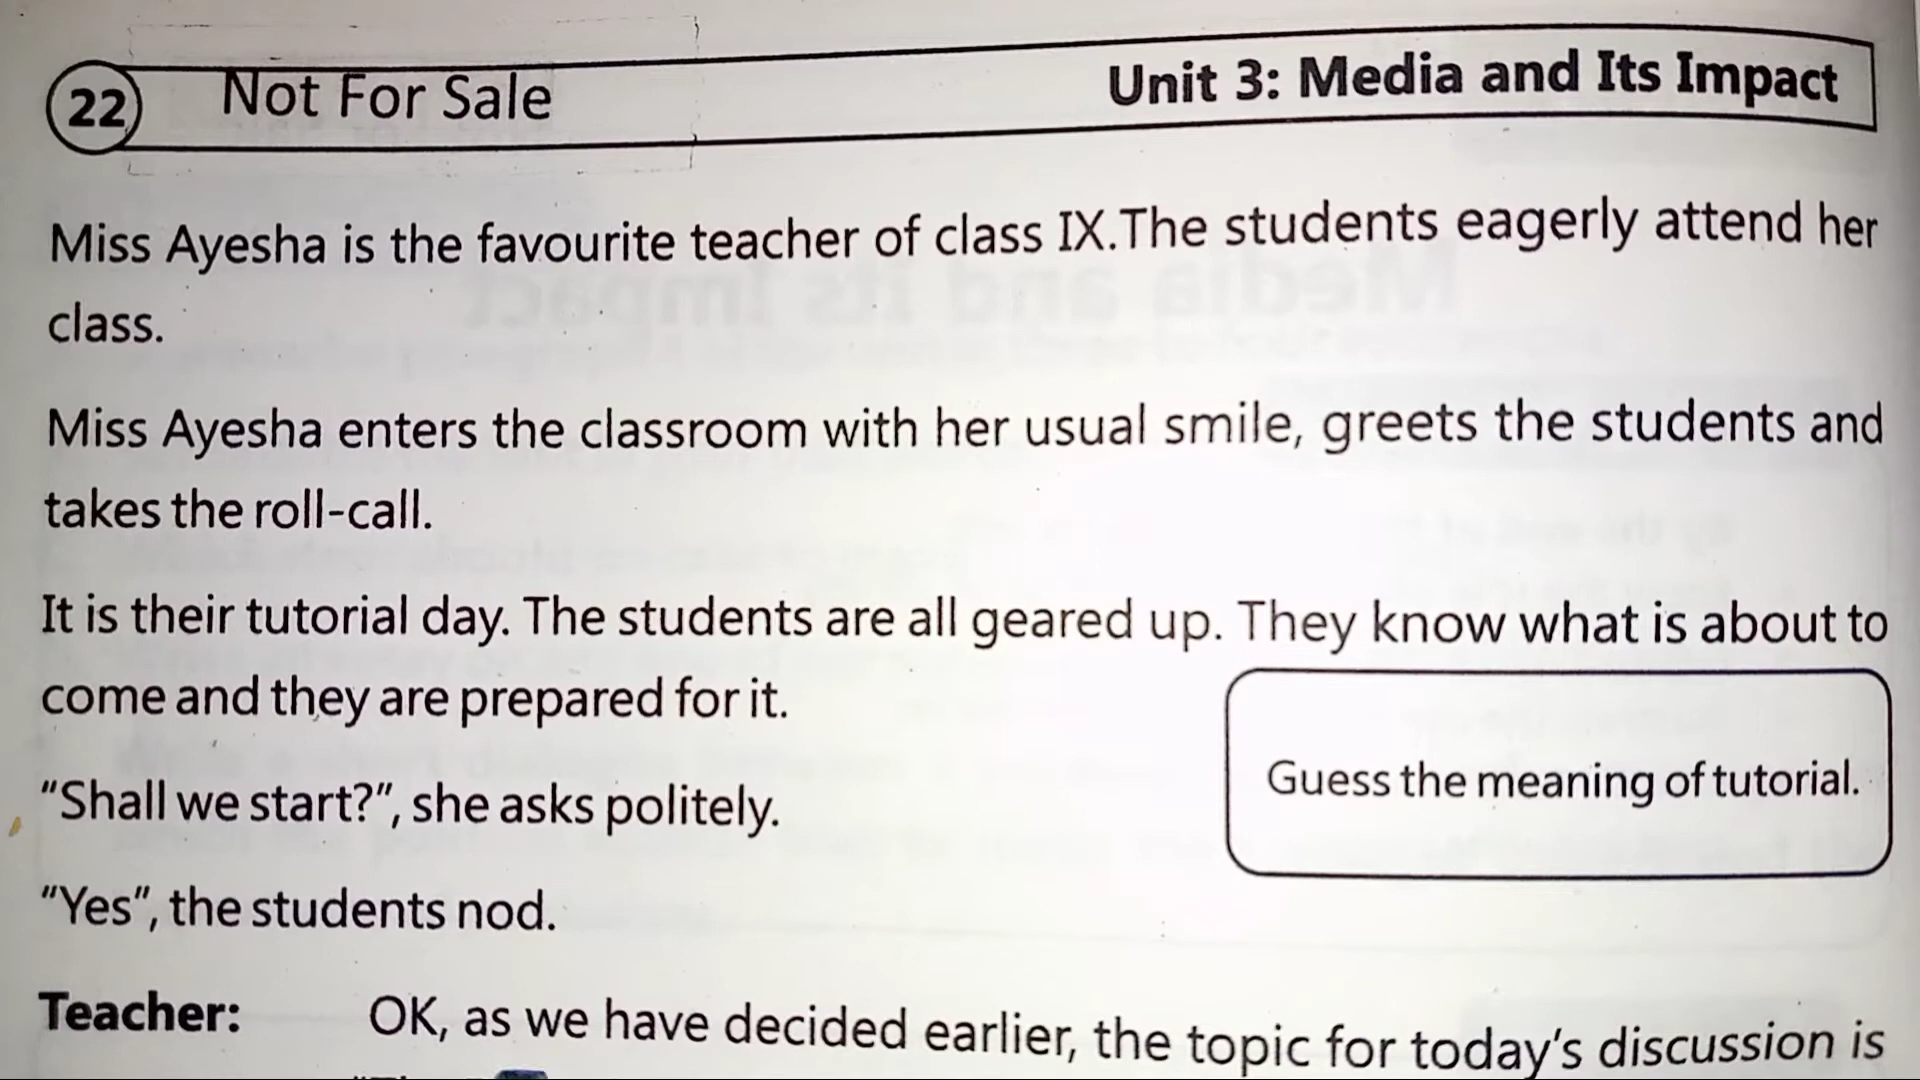 22 Not For Sale Unit 3: Media and Its Impact
Miss Ayesha is the favourite teacher of class IX.The students eagerly attend her
class.
Miss Ayesha enters the classroom with her usual smile, greets the students and
takes the roll-call.
It is their tutorial day. The students are all geared up. They know what is about to
come and they are prepared for it.
Guess the meaning of tutorial.
“Shall we start?”, she asks politely.
“Yes”, the students nod.
Teacher: OK, as we have decided earlier, the topic for today’s discussion is